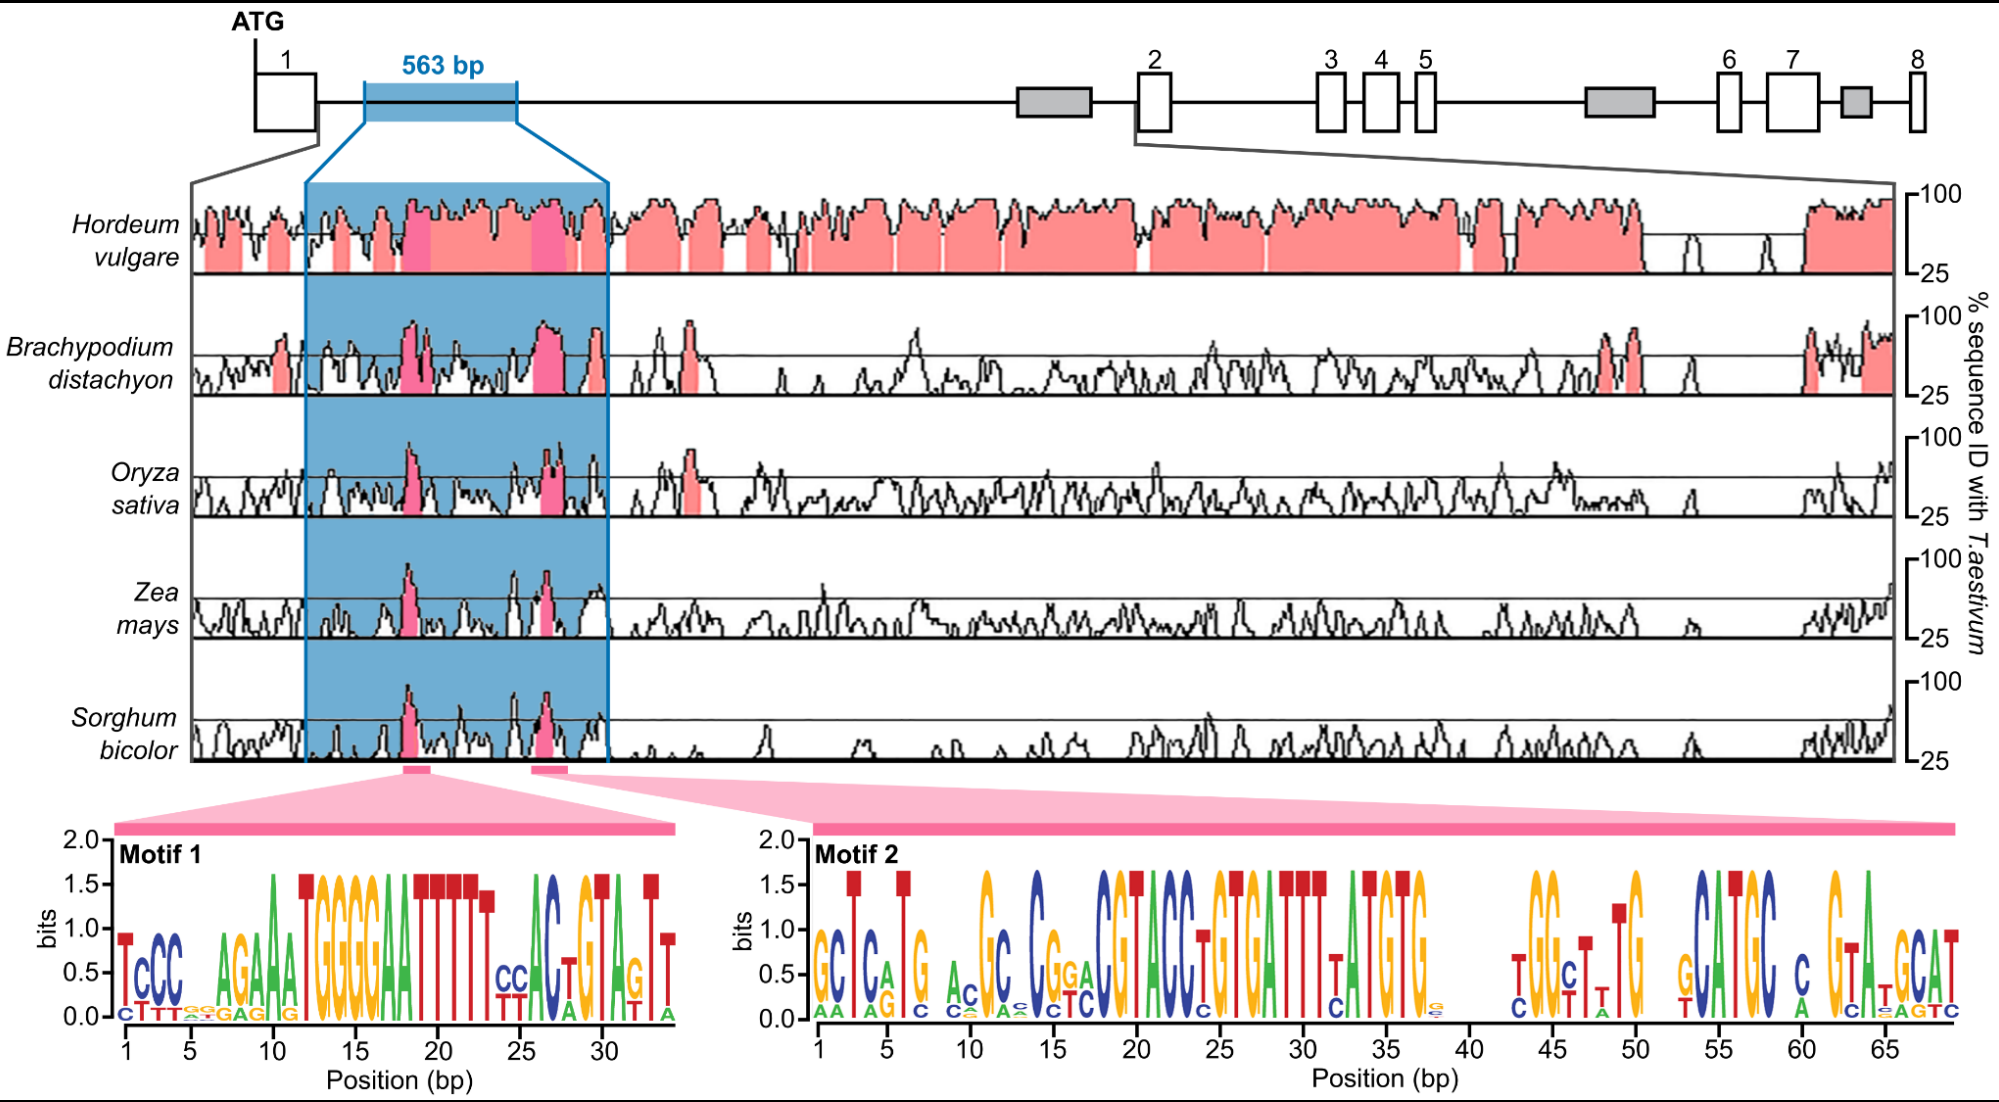 ATG
1
563 bp
2
3
4
5
6
7
8
Hordeum
vulgare
100
25
Brachypodium
distachyon
100
25
Oryza
sativa
100
25
Zea
mays
100
25
Sorghum
bicolor
100
25
% sequence ID with T.aestivum
Motif 1
bits
2.0
1.5
1.0
0.5
0.0
1 5 10 15 20 25 30
Position (bp)
Motif 2
bits
2.0
1.5
1.0
0.5
0.0
1 5 10 15 20 25 30 35 40 45 50 55 60 65
Position (bp)